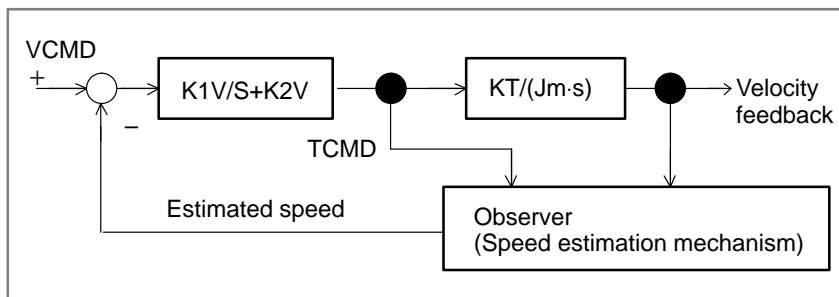 VCMD
+
−
K1V/S+K2V
TCMD
KT/(Jm·s)
Velocity
feedback
Estimated speed
Observer
(Speed estimation mechanism)